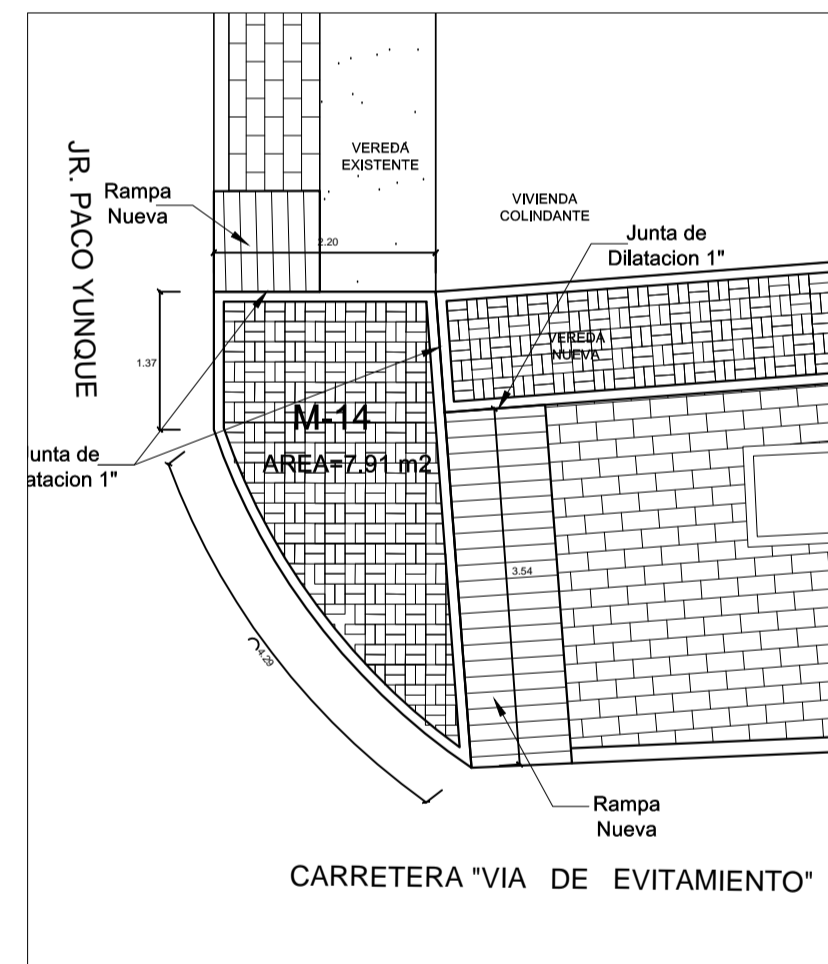 VEREDA
EXISTENTE
JR. PACO YUNQUE
Rampa
Nueva
VIVIENDA
COLINDANTE
Junta de
Dilatacion 1"
2.20
VEREDA
NUEVA
1.37
M-14
AREA=7.91 m2
unta de
atacion 1"
3.54
4.29
Rampa
Nueva
CARRETERA "VIA DE EVITAMIENTO"